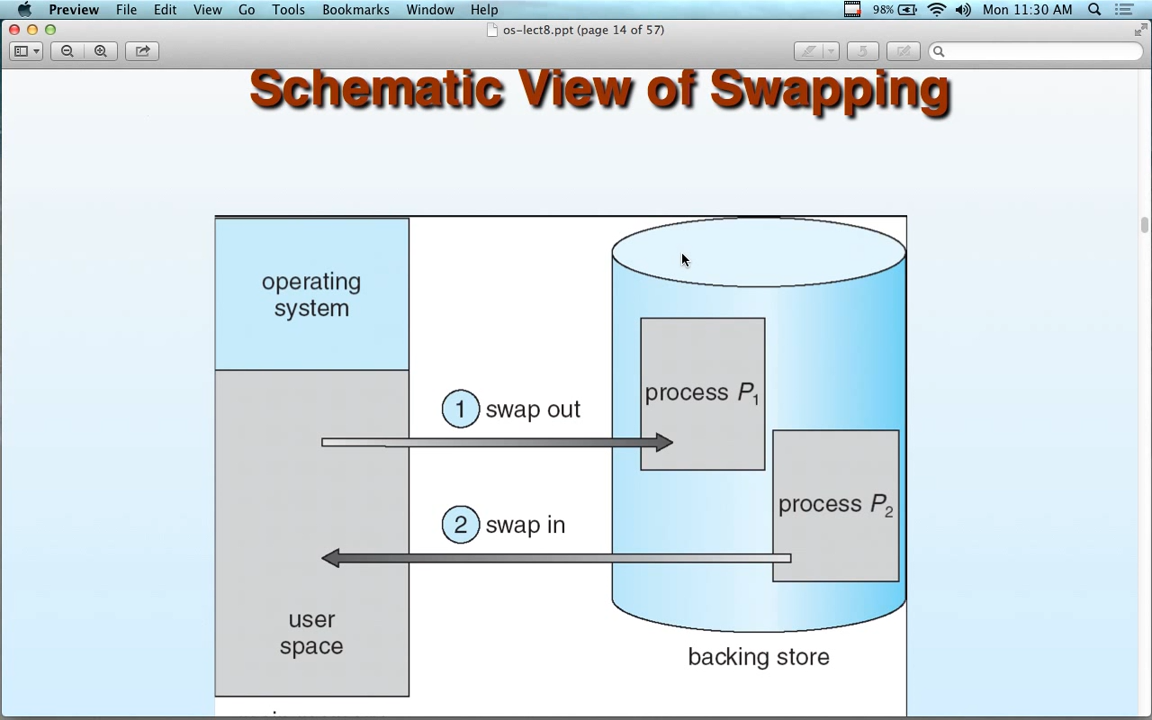 Preview File Edit View Go Tools Bookmarks Window Help 98% Mon 11:30 AM
os-lect8.ppt (page 14 of 57)
Schematic View of Swapping
operating
system
process P1
1 swap out
process P2
2 swap in
user
space
backing store